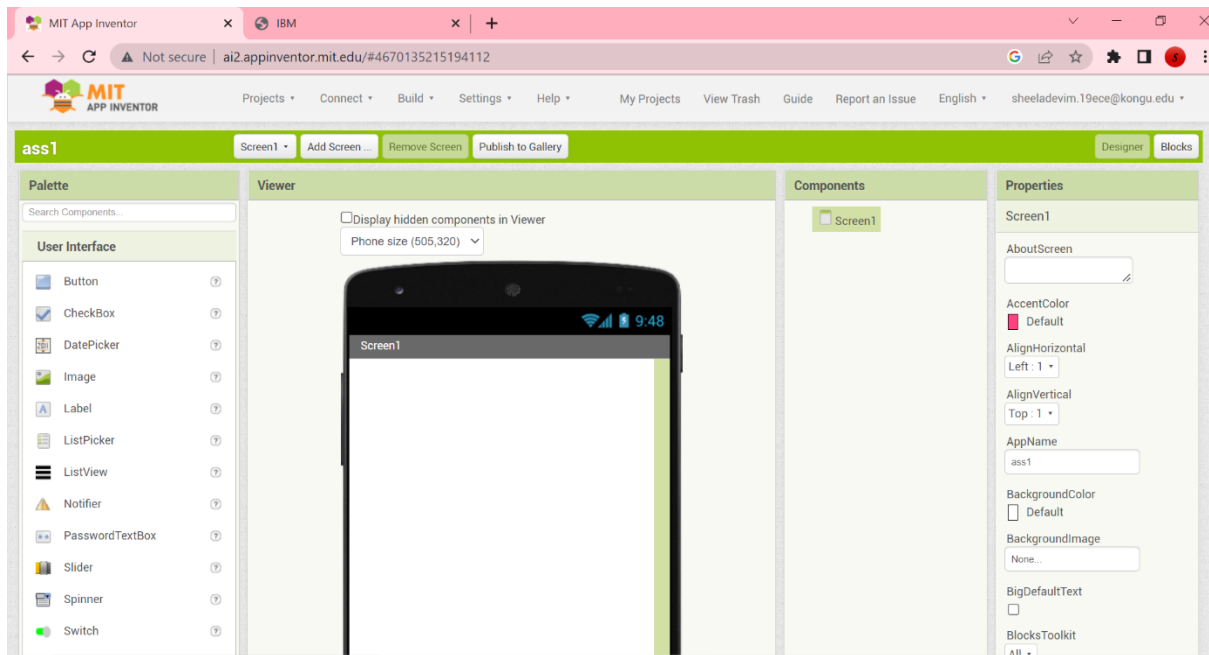 MIT App Inventor
IBM
Not secure ai2.appinventor.mit.edu/#4670135215194112
MIT
APP INVENTOR
Projects Connect Build Settings Help My Projects View Trash Guide Report an Issue English sheeladevim.19ece@kongu.edu
ass1 Screen1 Add Screen ... Remove Screen Publish to Gallery Designer Blocks
Palette
Search Components...
User Interface
Button
CheckBox
DatePicker
Image
Label
ListPicker
ListView
Notifier
PasswordTextBox
Slider
Spinner
Switch
Viewer
Display hidden components in Viewer
Phone size (505,320)
9:48
Screen1
Components
Screen1
Properties
Screen1
AboutScreen
AccentColor
Default
AlignHorizontal
Left : 1
AlignVertical
Top : 1
AppName
ass1
BackgroundColor
Default
BackgroundImage
None...
BigDefaultText
BlocksToolkit
All